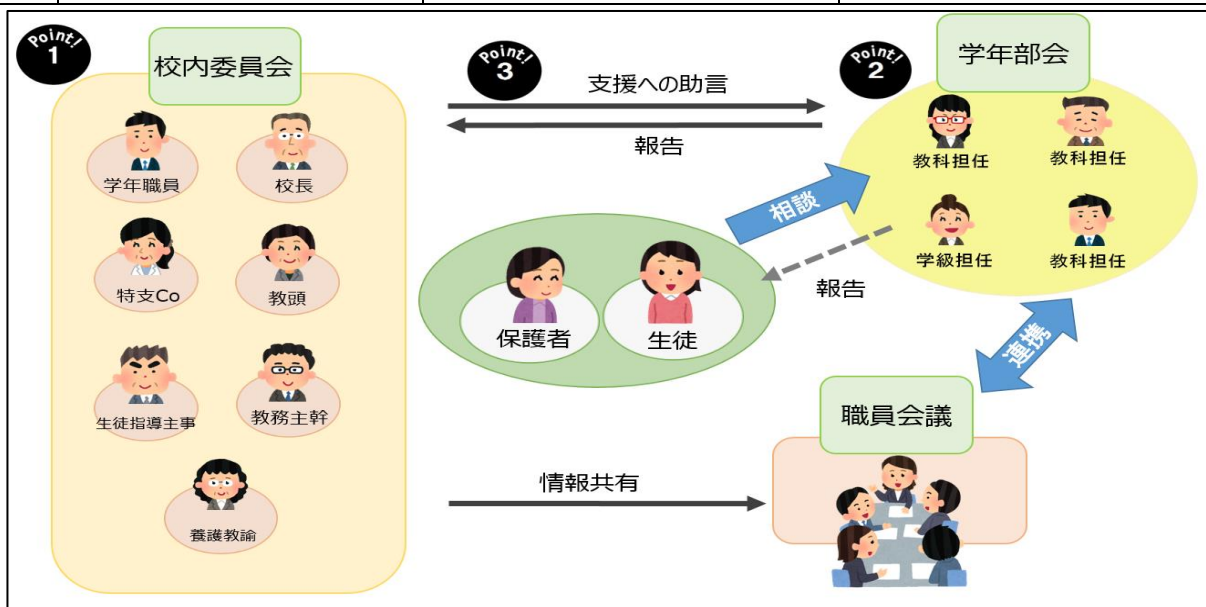 Point!
1
校内委員会
学年職員
校長
特支Co
教頭
生徒指導主事
教務主幹
養護教諭
Point!
3
支援への助言
報告
Point!
2
学年部会
教科担任
教科担任
学級担任
教科担任
相談
報告
保護者
生徒
連携
職員会議
情報共有